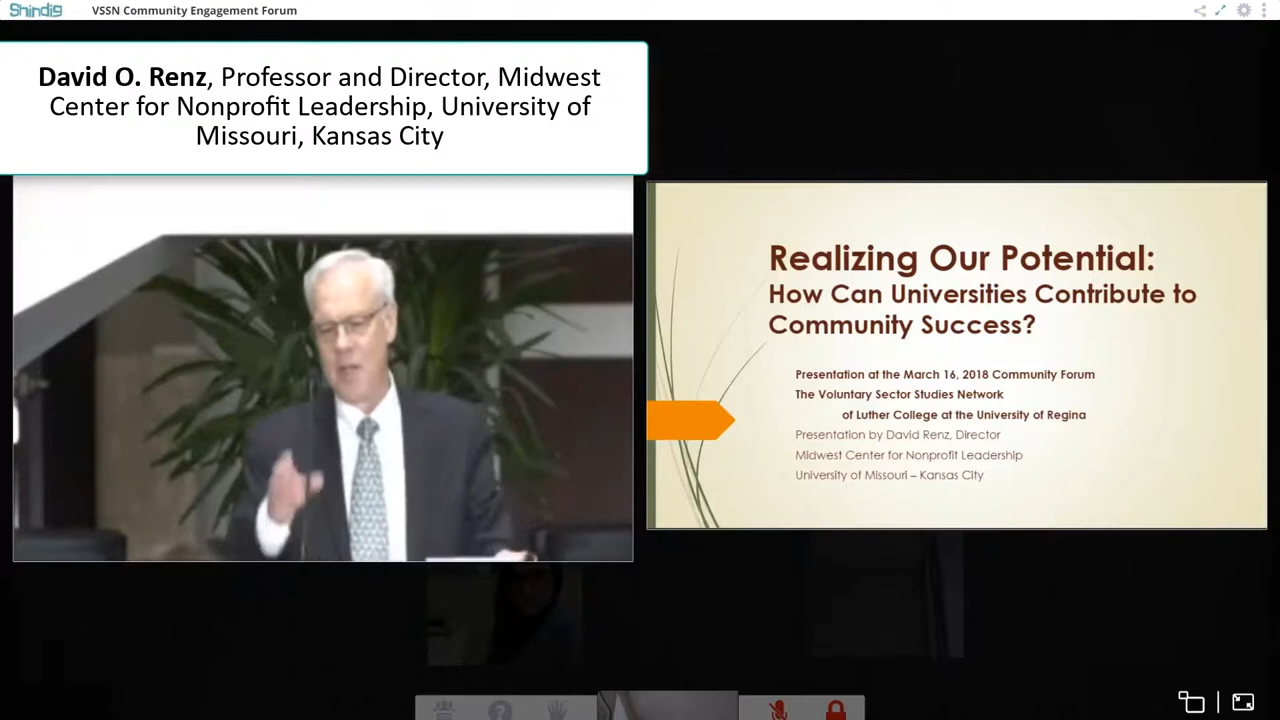 Shindig
VSSN Community Engagement Forum
David O. Renz, Professor and Director, Midwest
Center for Nonprofit Leadership, University of
Missouri, Kansas City
Realizing Our Potential:
How Can Universities Contribute to
Community Success?
Presentation at the March 16, 2018 Community Forum
The Voluntary Sector Studies Network
of Luther College at the University of Regina
Presentation by David Renz, Director
Midwest Center for Nonprofit Leadership
University of Missouri – Kansas City